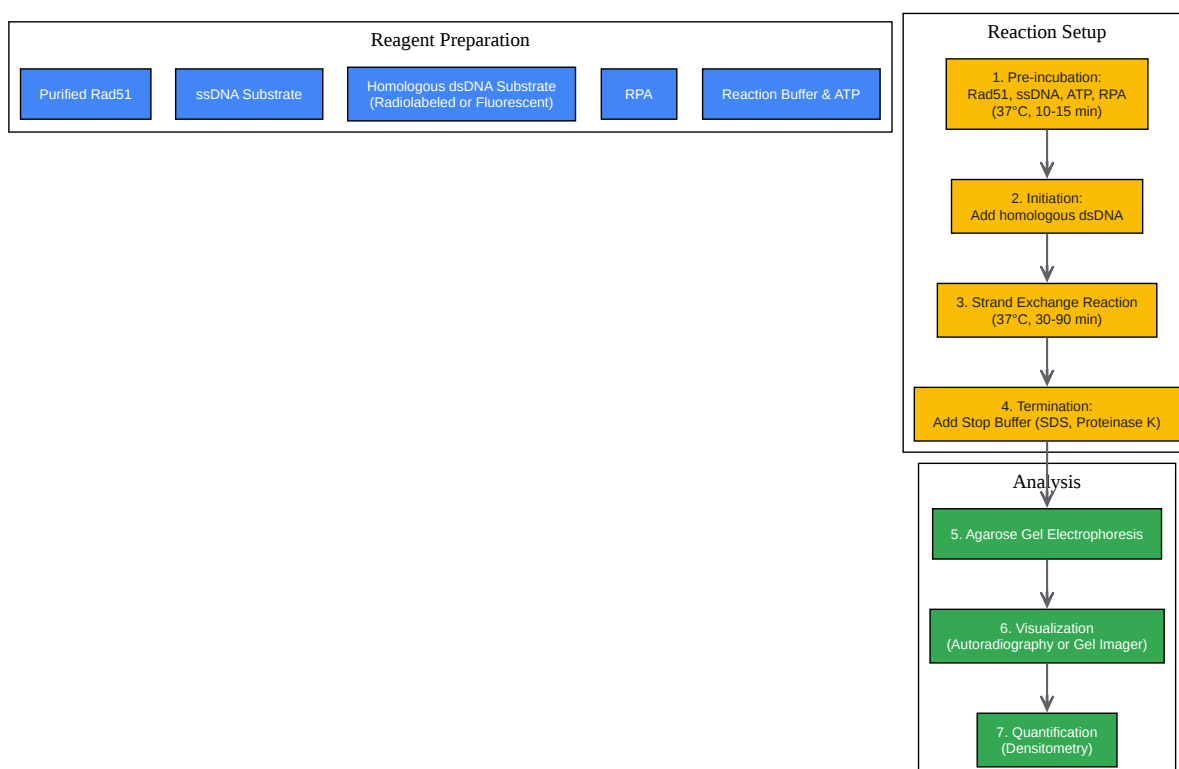 Reagent Preparation
Purified Rad51
ssDNA Substrate
Homologous dsDNA Substrate
(Radiolabeled or Fluorescent)
RPA
Reaction Buffer & ATP
Reaction Setup
1. Pre-incubation:
Rad51, ssDNA, ATP, RPA
(37°C, 10-15 min)
2. Initiation:
Add homologous dsDNA
3. Strand Exchange Reaction
(37°C, 30-90 min)
4. Termination:
Add Stop Buffer (SDS, Proteinase K)
Analysis
5. Agarose Gel Electrophoresis
6. Visualization
(Autoradiography or Gel Imager)
7. Quantification
(Densitometry)